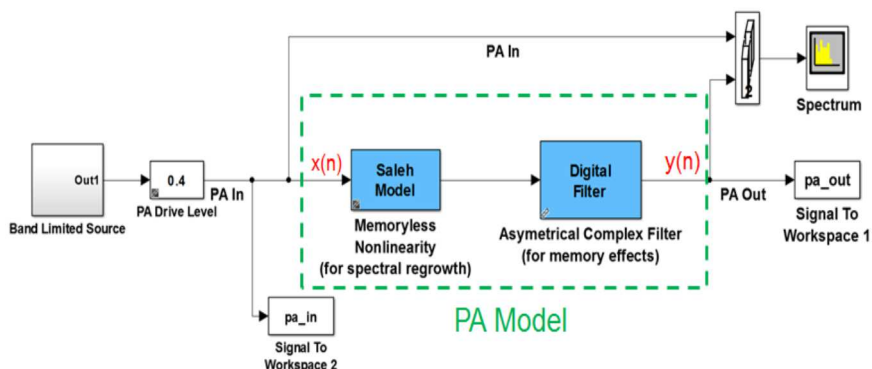 PA In
2
Spectrum
Out1
Band Limited Source
0.4
PA Drive Level
PA In
x(n)
Saleh
Model
Memoryless
Nonlinearity
(for spectral regrowth)
Digital
Filter
Asymetrical Complex Filter
(for memory effects)
y(n)
PA Out
pa_out
Signal To
Workspace 1
pa_in
Signal To
Workspace 2
PA Model